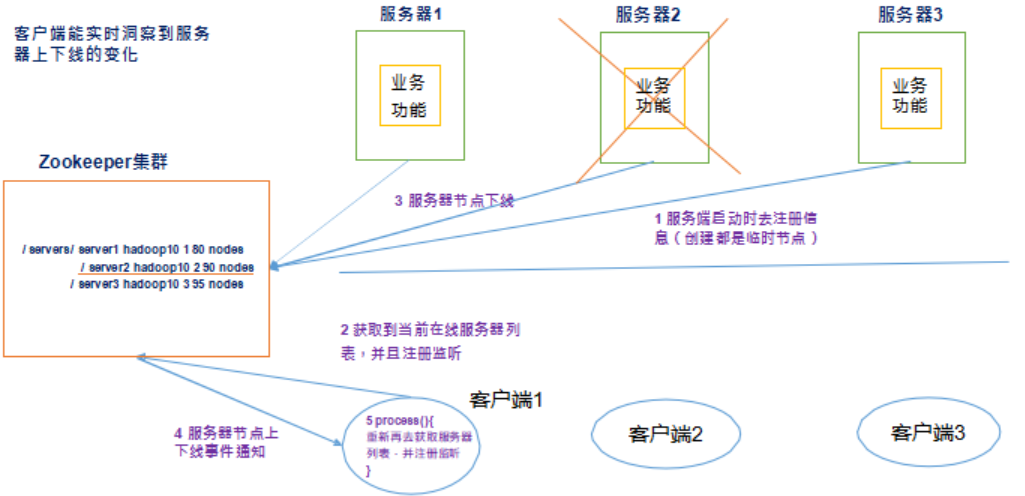 客户端能实时洞察到服务
器上下线的变化
服务器1
服务器2
服务器3
业务
功能
业务
功能
业务
功能
Zookeeper集群
3 服务器节点下线
1 服务端启动时去注册信
息（创建都是临时节点）
/ servers/ server1 hadoop10 1 80 nodes
/ server2 hadoop10 2 90 nodes
/ server3 hadoop10 3 95 nodes
2 获取到当前在线服务器列
表，并且注册监听
客户端1
4 服务器节点上
下线事件通知
5 process(){
重新再去获取服务器
列表，并注册监听
}
客户端2
客户端3